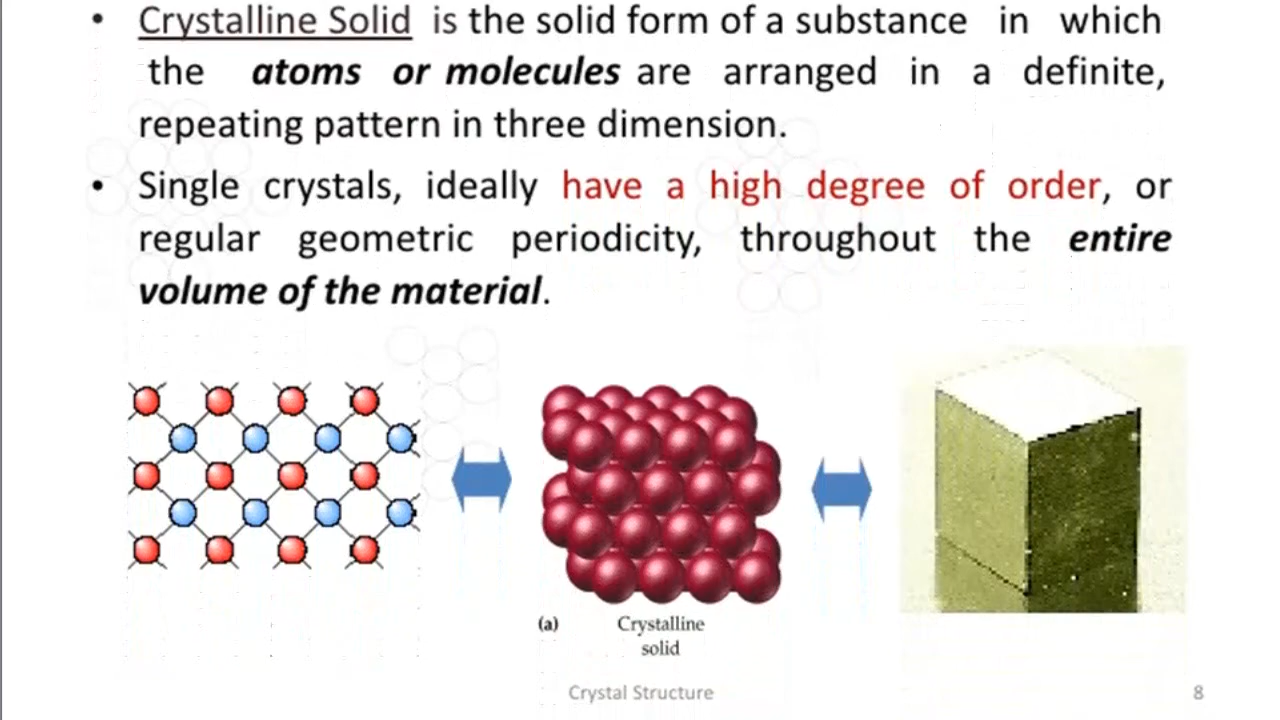 • Crystalline Solid is the solid form of a substance in which
the atoms or molecules are arranged in a definite,
repeating pattern in three dimension.
• Single crystals, ideally have a high degree of order, or
regular geometric periodicity, throughout the entire
volume of the material.
(a) Crystalline
solid
Crystal Structure 8